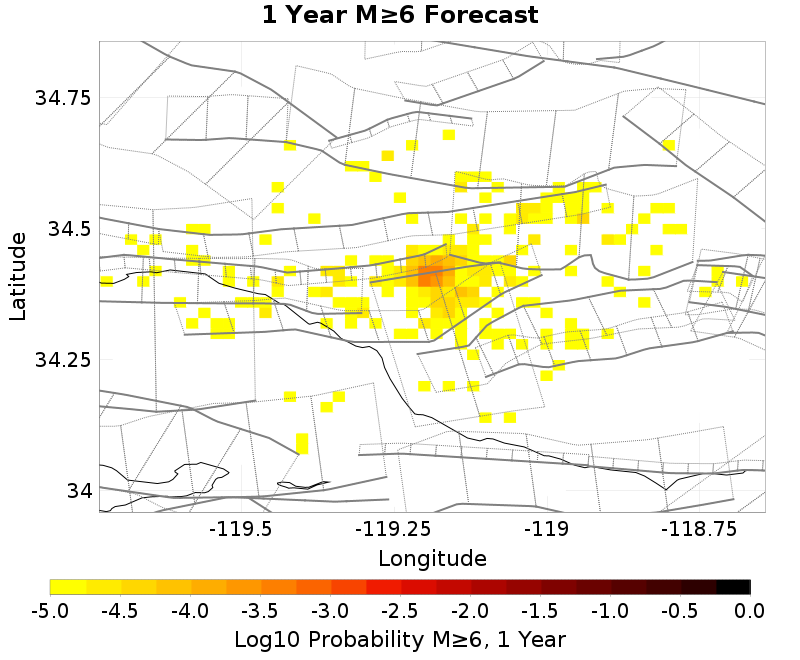 1 Year M≥6 Forecast
34.75
34.5
34.25
34
Latitude
-119.5
-119.25
-119
-118.75
Longitude
-5.0 -4.5 -4.0 -3.5 -3.0 -2.5 -2.0 -1.5 -1.0 -0.5 0.0
Log10 Probability M≥6, 1 Year